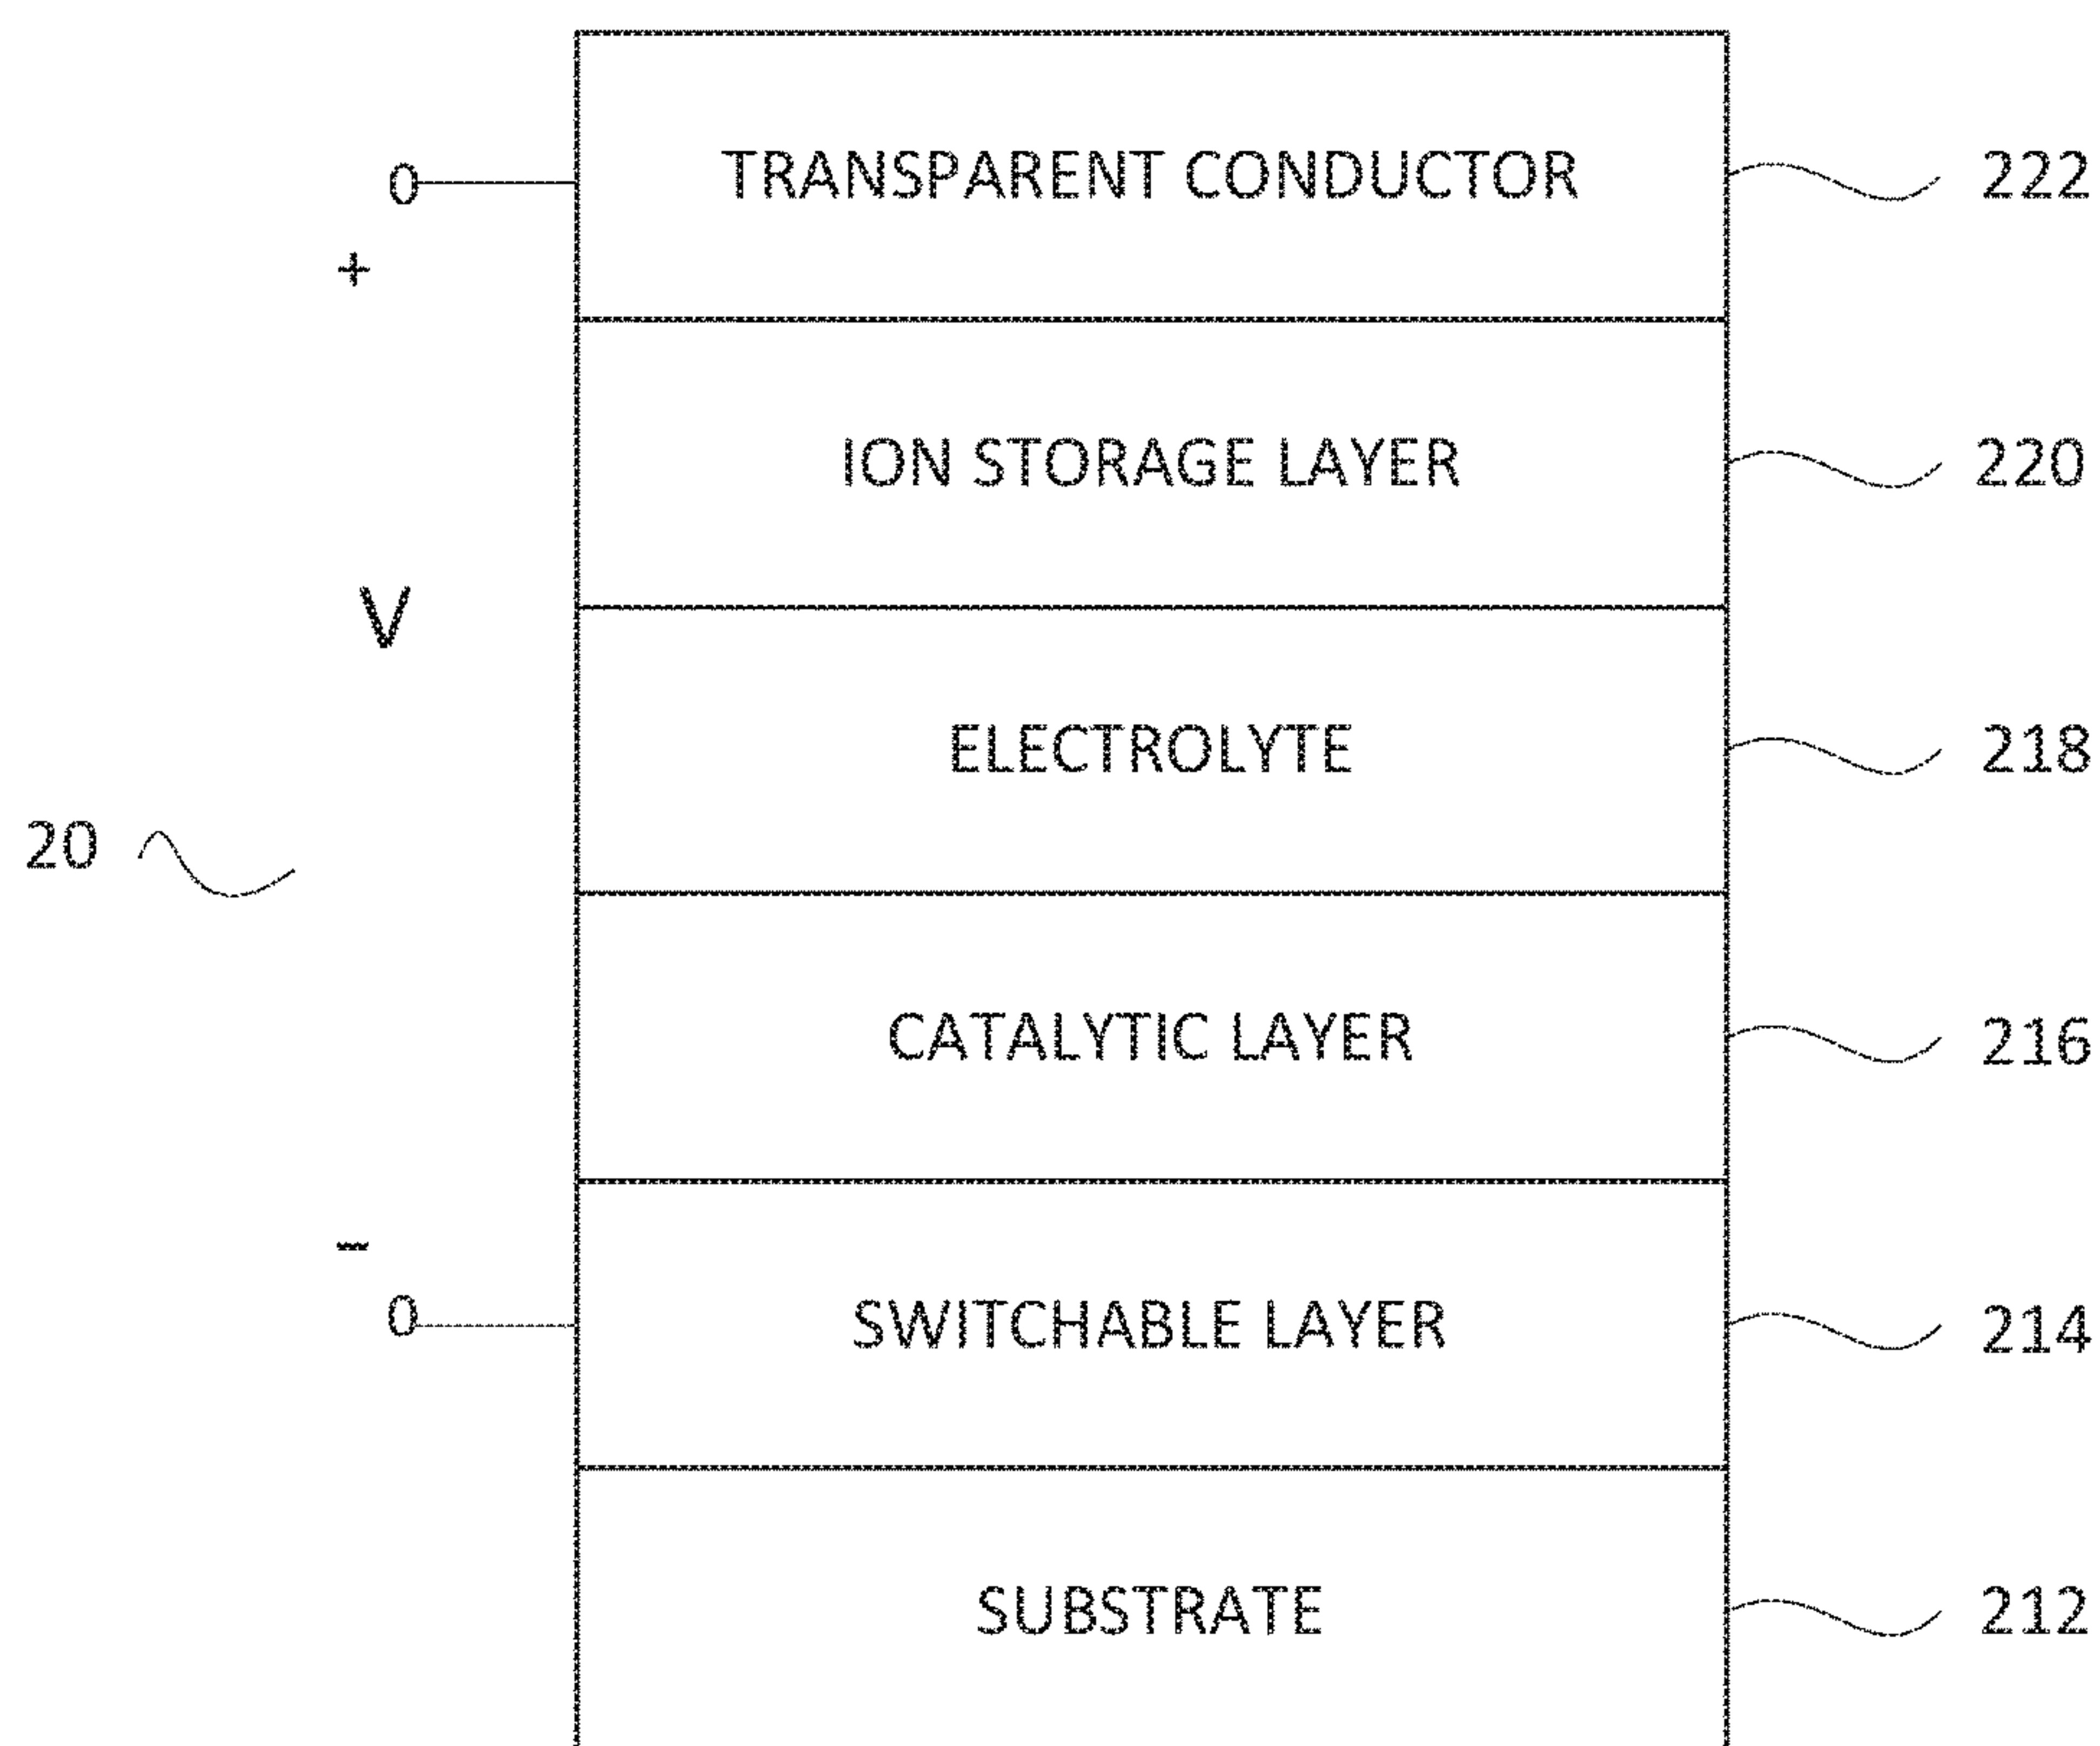 0 TRANSPARENT CONDUCTOR 222
+
ION STORAGE LAYER 220
V
ELECTROLYTE 218
20
CATALYTIC LAYER 216
–
0 SWITCHABLE LAYER 214
SUBSTRATE 212